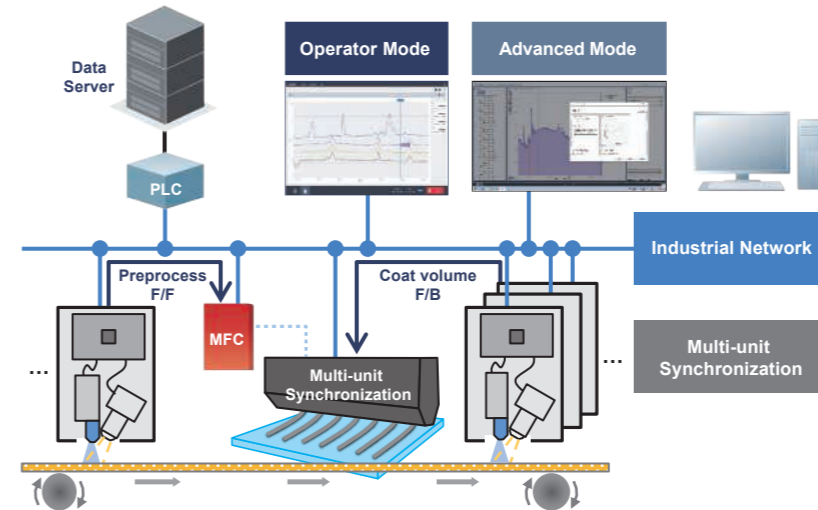 Data
Server
Operator Mode
Advanced Mode
PLC
Industrial Network
Preprocess
F/F
Coat volume
F/B
MFC
Multi-unit
Synchronization
Multi-unit
Synchronization
...
...